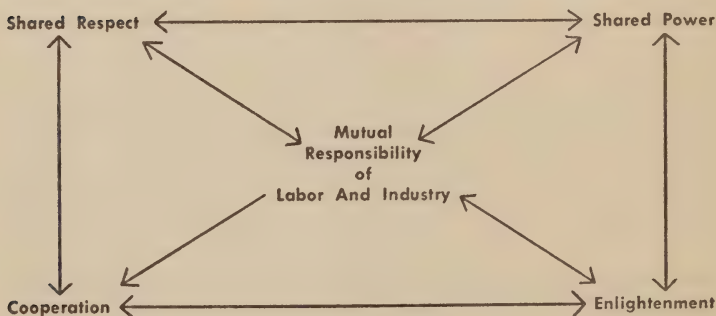 Shared Respect
Shared Power
Mutual
Responsibility
of
Labor And Industry
Cooperation
Enlightenment